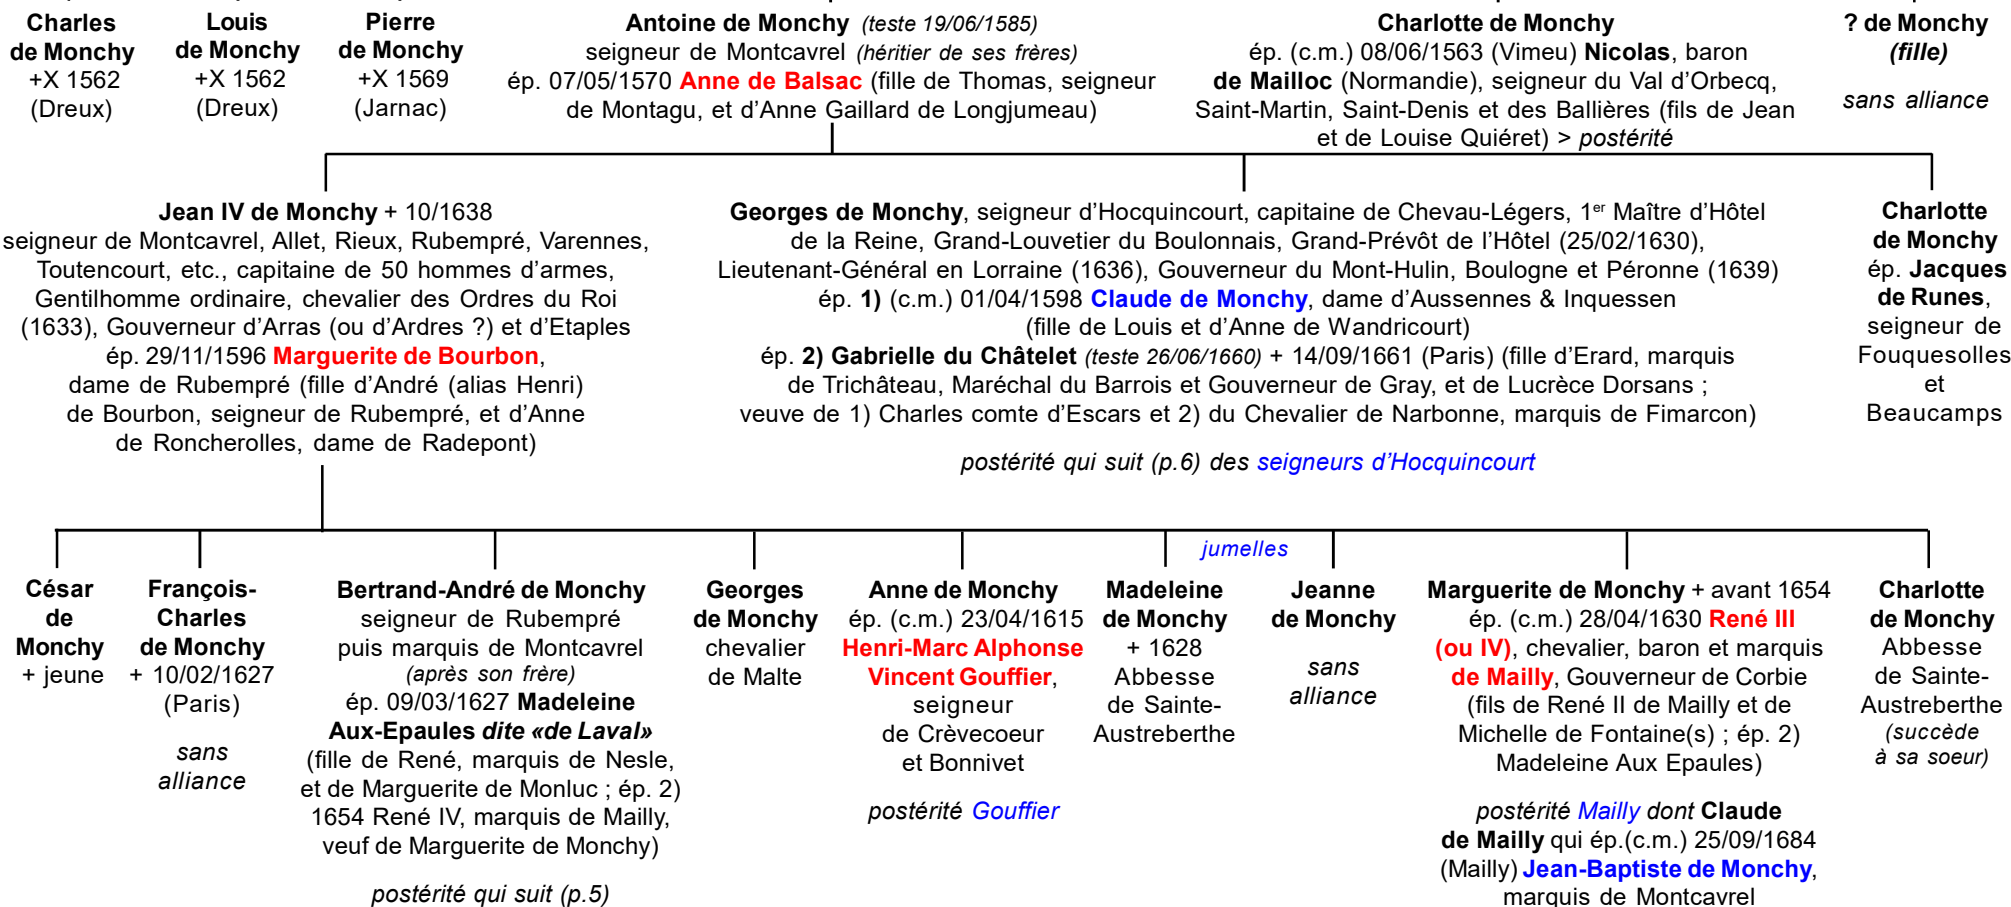 Charles
de Monchy
+X 1562
(Dreux)
Louis
de Monchy
+X 1562
(Dreux)
Pierre
de Monchy
+X 1569
(Jarnac)
Antoine de Monchy (teste 19/06/1585)
seigneur de Montcavrel (héritier de ses frères)
ép. 07/05/1570 Anne de Balsac (fille de Thomas, seigneur
de Montagu, et d'Anne Gaillard de Longjumeau)
Charlotte de Monchy
ép. (c.m.) 08/06/1563 (Vimeu) Nicolas, baron
de Mailloc (Normandie), seigneur du Val d'Orbecq,
Saint-Martin, Saint-Denis et des Ballières (fils de Jean
et de Louise Quiéret) > postérité
? de Monchy
(fille)
sans alliance
Jean IV de Monchy + 10/1638
seigneur de Montcavrel, Allet, Rieux, Rubempré, Varennes,
Toutencourt, etc., capitaine de 50 hommes d'armes,
Gentilhomme ordinaire, chevalier des Ordres du Roi
(1633), Gouverneur d'Arras (ou d'Ardres ?) et d'Etaples
ép. 29/11/1596 Marguerite de Bourbon,
dame de Rubempré (fille d'André (alias Henri)
de Bourbon, seigneur de Rubempré, et d'Anne
de Roncherolles, dame de Radepont)
Georges de Monchy, seigneur d'Hocquincourt, capitaine de Chevau-Légers, 1er Maître d'Hôtel
de la Reine, Grand-Louvetier du Boulonnais, Grand-Prévôt de l'Hôtel (25/02/1630),
Lieutenant-Général en Lorraine (1636), Gouverneur du Mont-Hulin, Boulogne et Péronne (1639)
ép. 1) (c.m.) 01/04/1598 Claude de Monchy, dame d'Aussennes & Inquessen
(fille de Louis et d'Anne de Wandricourt)
ép. 2) Gabrielle du Châtelet (teste 26/06/1660) + 14/09/1661 (Paris) (fille d'Erard, marquis
de Trichâteau, Maréchal du Barrois et Gouverneur de Gray, et de Lucrèce Dorsans ;
veuve de 1) Charles comte d'Escars et 2) du Chevalier de Narbonne, marquis de Fimarcon)
postérité qui suit (p.6) des seigneurs d'Hocquincourt
Charlotte
de Monchy
ép. Jacques
de Runes,
seigneur de
Fouquesolles
et
Beaucamps
César
de
Monchy
+ jeune
François-
Charles
de Monchy
+ 10/02/1627
(Paris)
sans
alliance
Bertrand-André de Monchy
seigneur de Rubempré
puis marquis de Montcavrel
(après son frère)
ép. 09/03/1627 Madeleine
Aux-Epaules dite «de Laval»
(fille de René, marquis de Nesle,
et de Marguerite de Monluc ; ép. 2)
1654 René IV, marquis de Mailly,
veuf de Marguerite de Monchy)
postérité qui suit (p.5)
Georges
de Monchy
chevalier
de Malte
Anne de Monchy
ép. (c.m.) 23/04/1615
Henri-Marc Alphonse
Vincent Gouffier,
seigneur
de Crèvecoeur
et Bonnivet
postérité Gouffier
jumelles
Madeleine
de Monchy
+ 1628
Abbesse
de Sainte-
Austreberthe
Jeanne
de Monchy
sans
alliance
Marguerite de Monchy + avant 1654
ép. (c.m.) 28/04/1630 René III
(ou IV), chevalier, baron et marquis
de Mailly, Gouverneur de Corbie
(fils de René II de Mailly et de
Michelle de Fontaine(s) ; ép. 2)
Madeleine Aux Epaules)
postérité Mailly dont Claude
de Mailly qui ép.(c.m.) 25/09/1684
(Mailly) Jean-Baptiste de Monchy,
marquis de Montcavrel
Charlotte
de Monchy
Abbesse
de Sainte-
Austreberthe
(succède
à sa soeur)